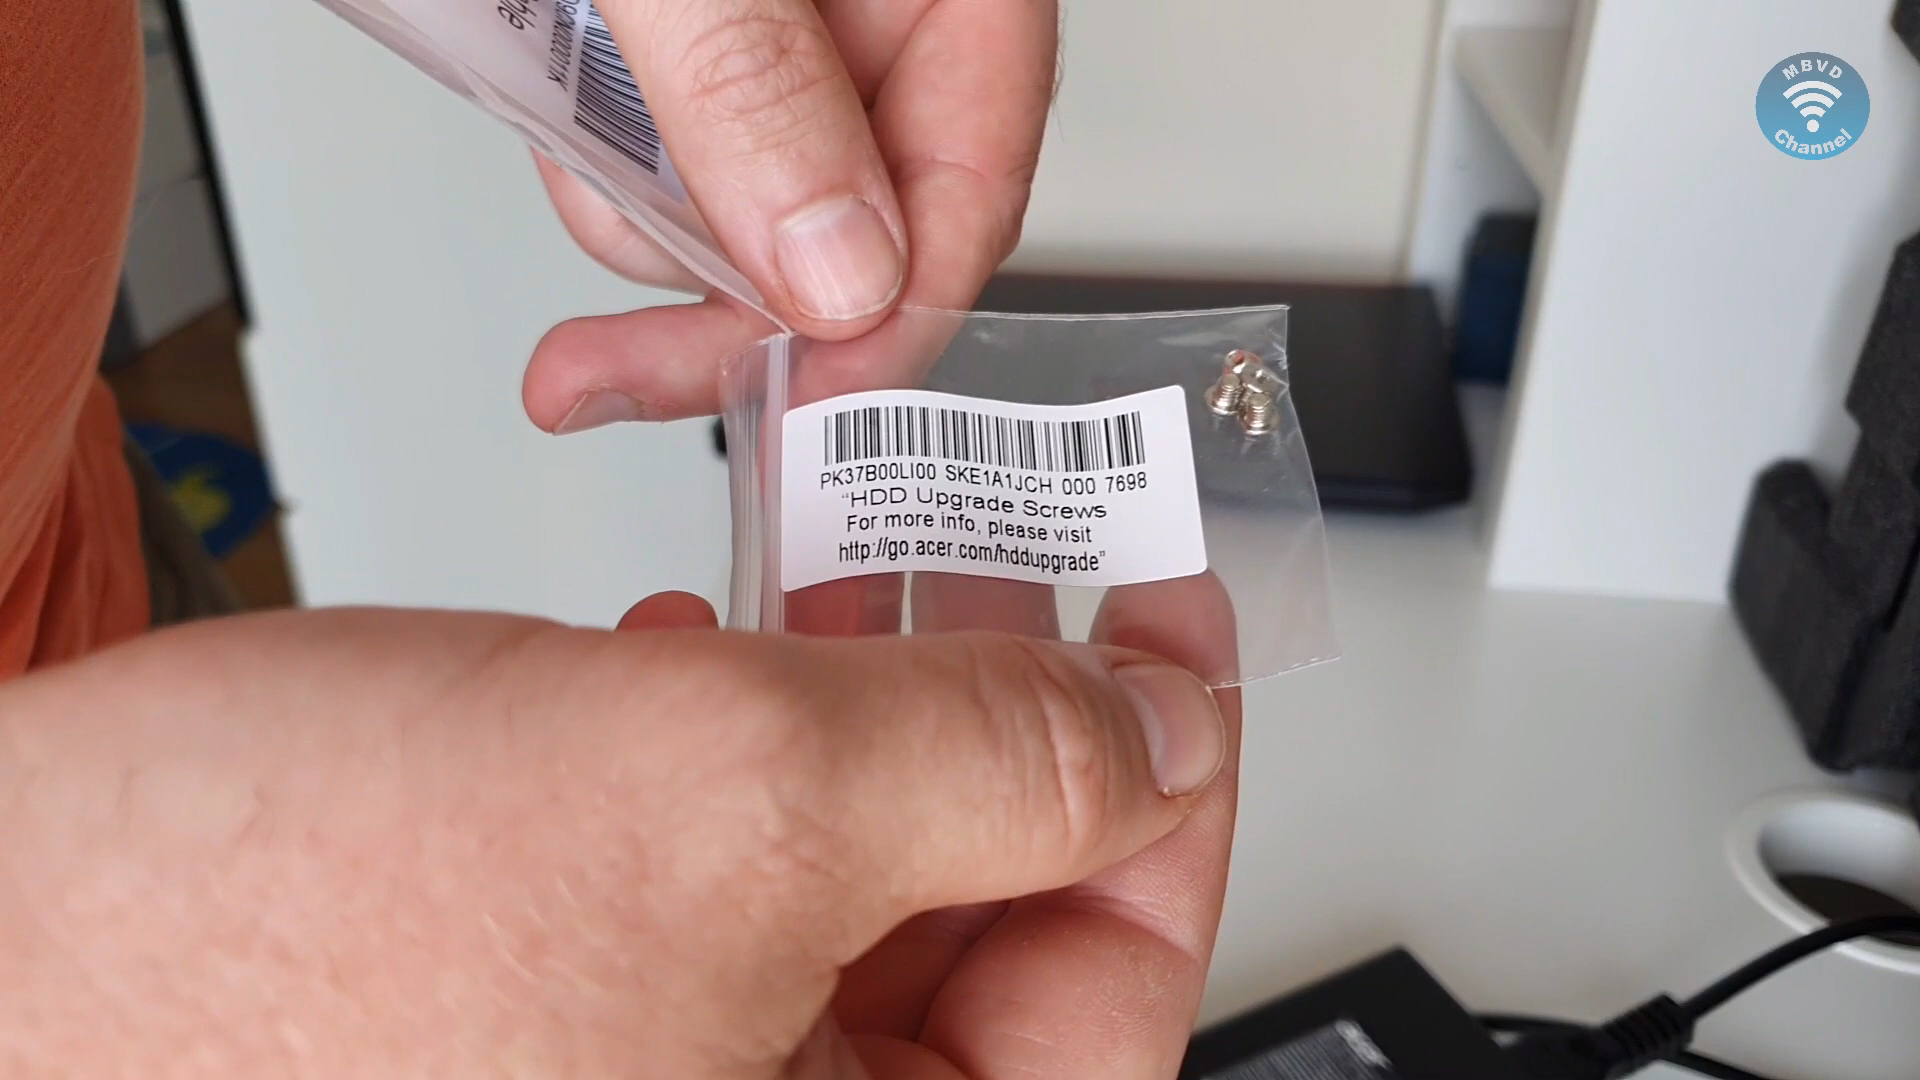 MBVD
Channel
PK37B00LI00 SKE1A1JCH 000 7698
“HDD Upgrade Screws
For more info, please visit
http://go.acer.com/hddupgrade”